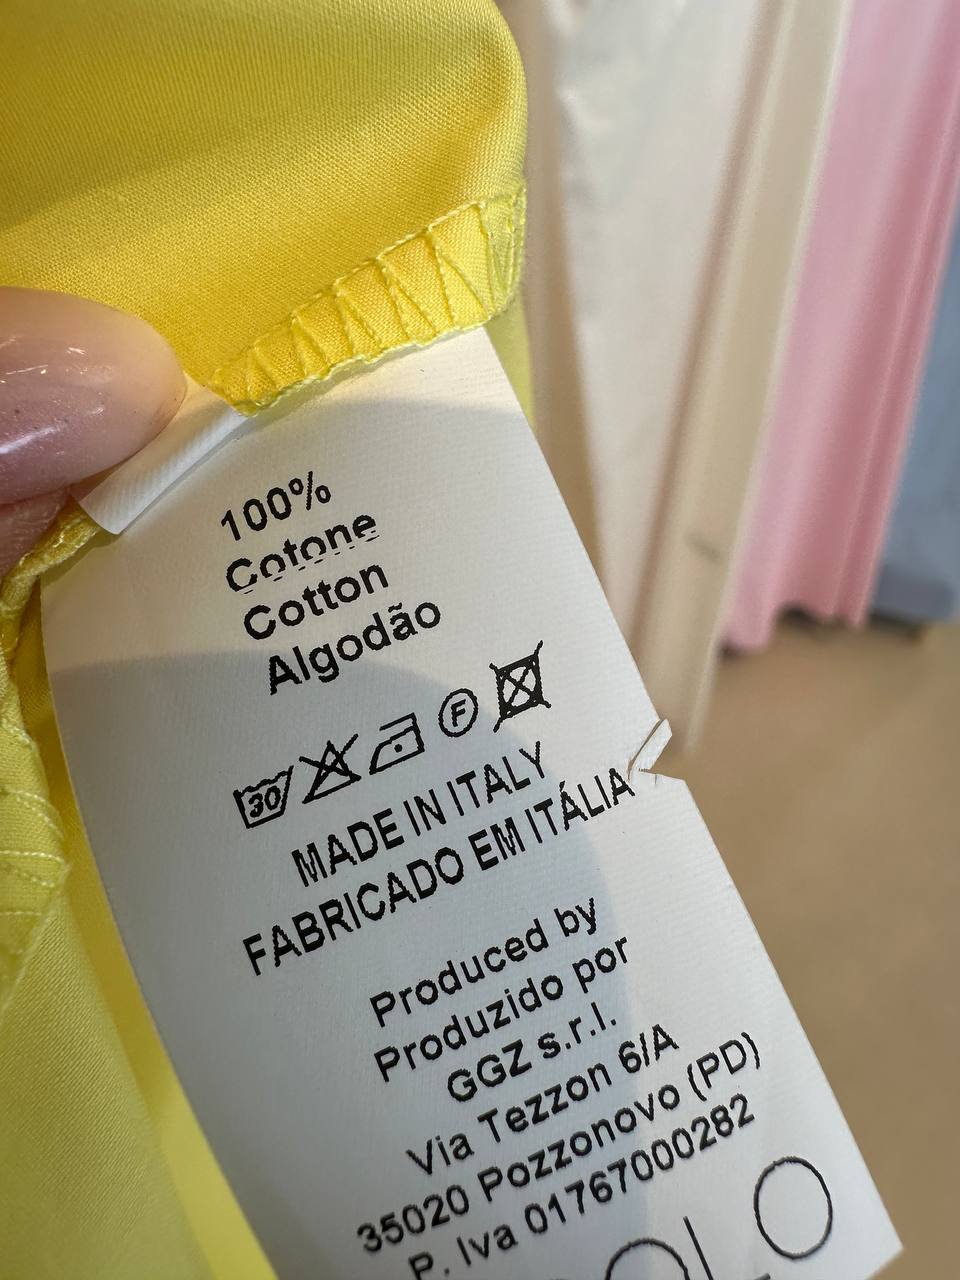 100%
Cotone
Cotton
Algodão
30 F
MADE IN ITALY
FABRICADO EM ITÁLIA
Produced by
Produzido por
GGZ s.r.l.
Via Tezzon 6/A
35020 Pozzonovo (PD)
P. Iva 01767000282